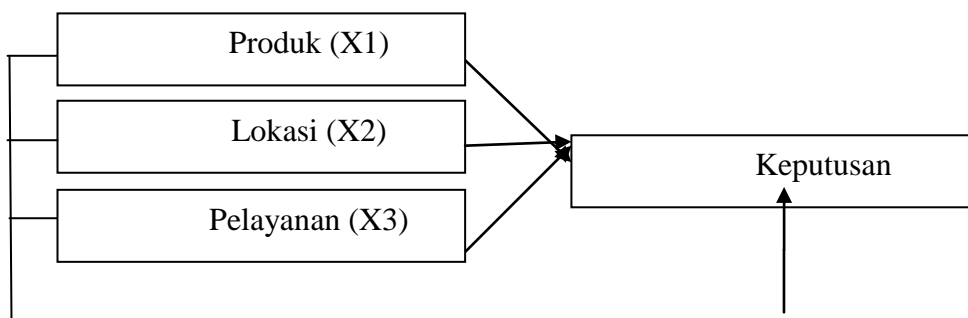 Produk (X1)
Lokasi (X2)
Keputusan
Pelayanan (X3)